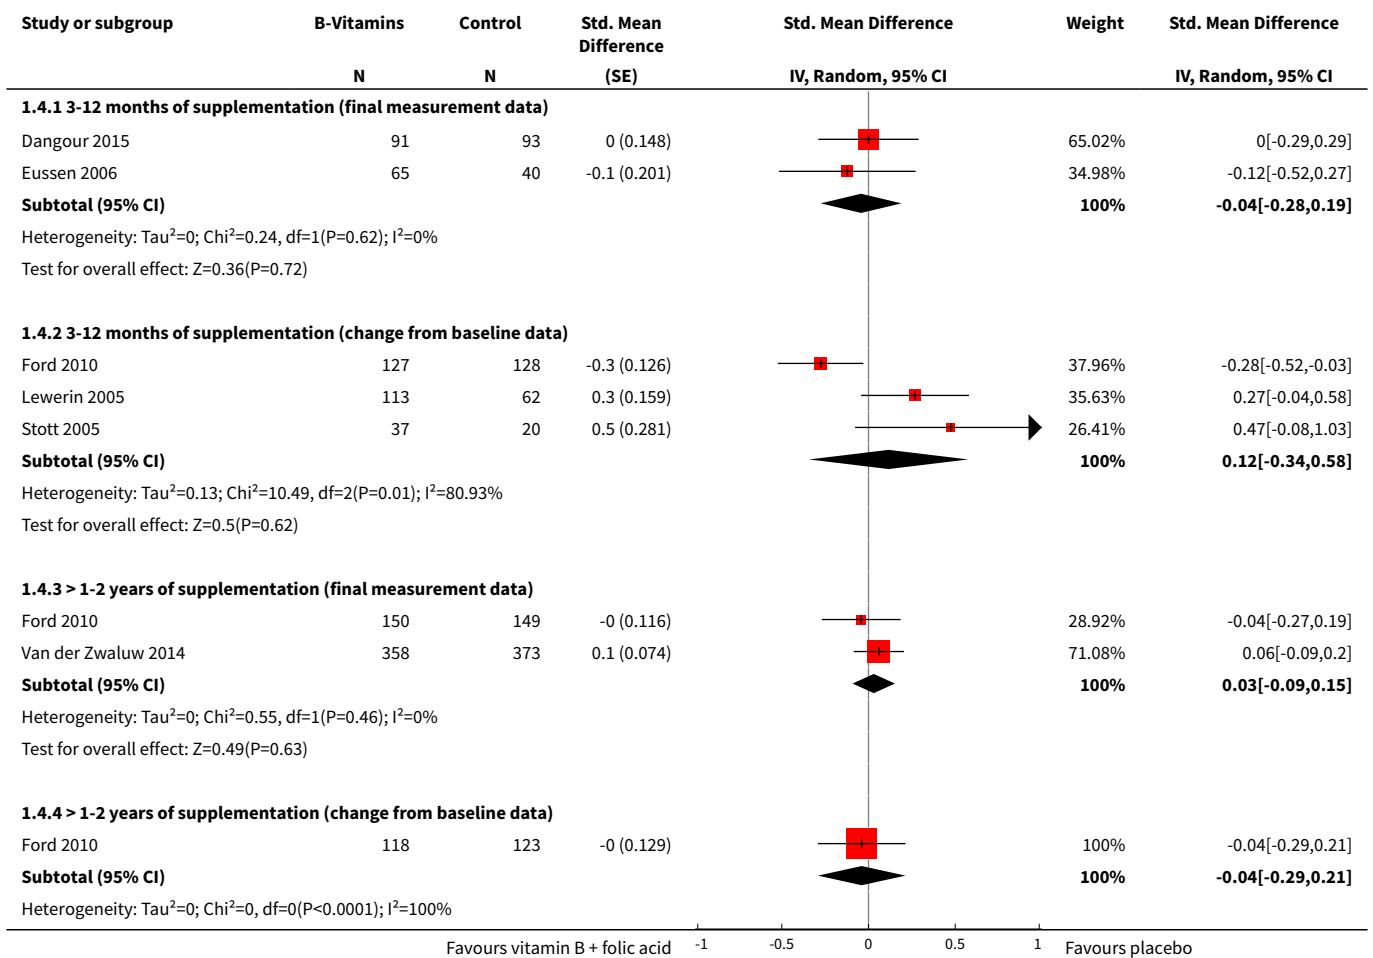 Study or subgroup B-Vitamins Control Std. Mean Difference Std. Mean Difference Weight Std. Mean Difference
N N (SE) IV, Random, 95% CI IV, Random, 95% CI
1.4.1 3-12 months of supplementation (final measurement data)
Dangour 2015 91 93 0 (0.148) 65.02% 0[-0.29,0.29]
Eussen 2006 65 40 -0.1 (0.201) 34.98% -0.12[-0.52,0.27]
Subtotal (95% CI) 100% -0.04[-0.28,0.19]
Heterogeneity: Tau²=0; Chi²=0.24, df=1(P=0.62); I²=0%
Test for overall effect: Z=0.36(P=0.72)
1.4.2 3-12 months of supplementation (change from baseline data)
Ford 2010 127 128 -0.3 (0.126) 37.96% -0.28[-0.52,-0.03]
Lewerin 2005 113 62 0.3 (0.159) 35.63% 0.27[-0.04,0.58]
Stott 2005 37 20 0.5 (0.281) 26.41% 0.47[-0.08,1.03]
Subtotal (95% CI) 100% 0.12[-0.34,0.58]
Heterogeneity: Tau²=0.13; Chi²=10.49, df=2(P=0.01); I²=80.93%
Test for overall effect: Z=0.5(P=0.62)
1.4.3 > 1-2 years of supplementation (final measurement data)
Ford 2010 150 149 -0 (0.116) 28.92% -0.04[-0.27,0.19]
Van der Zwaluw 2014 358 373 0.1 (0.074) 71.08% 0.06[-0.09,0.2]
Subtotal (95% CI) 100% 0.03[-0.09,0.15]
Heterogeneity: Tau²=0; Chi²=0.55, df=1(P=0.46); I²=0%
Test for overall effect: Z=0.49(P=0.63)
1.4.4 > 1-2 years of supplementation (change from baseline data)
Ford 2010 118 123 -0 (0.129) 100% -0.04[-0.29,0.21]
Subtotal (95% CI) 100% -0.04[-0.29,0.21]
Heterogeneity: Tau²=0; Chi²=0, df=0(P<0.0001); I²=100%
Favours vitamin B + folic acid -1 -0.5 0 0.5 1 Favours placebo